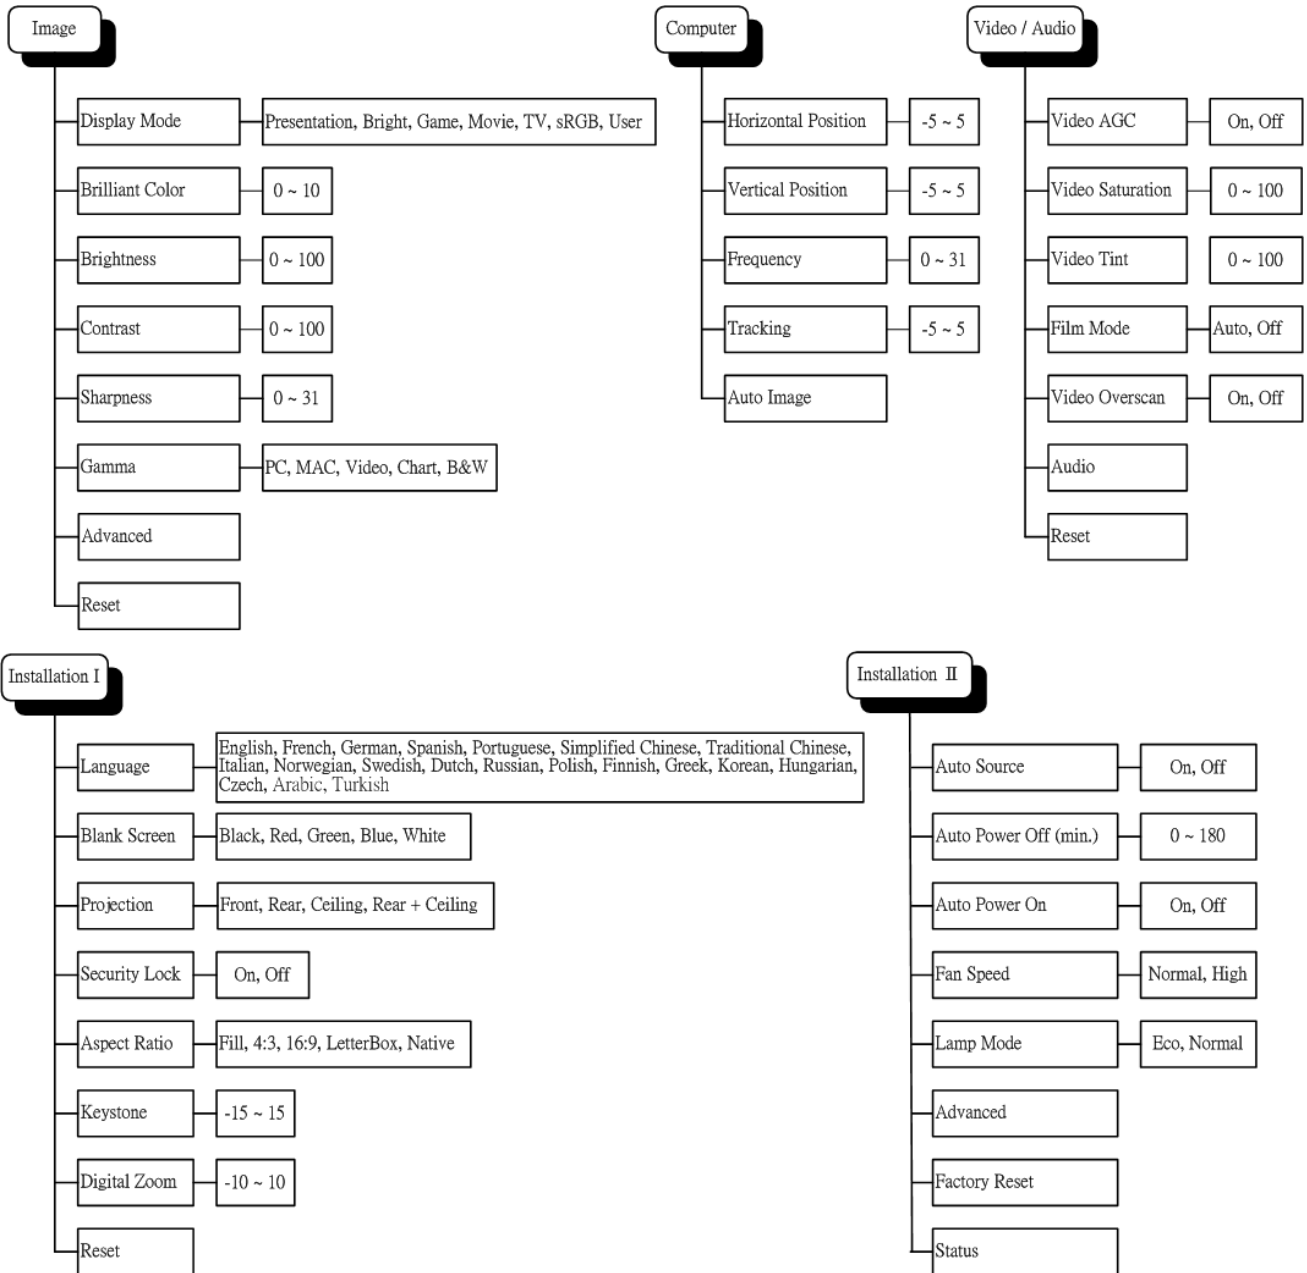 Image
Display Mode
Presentation, Bright, Game, Movie, TV, sRGB, User
Brilliant Color
0 ~ 10
Brightness
0 ~ 100
Contrast
0 ~ 100
Sharpness
0 ~ 31
Gamma
PC, MAC, Video, Chart, B&W
Advanced
Reset
Computer
Horizontal Position
-5 ~ 5
Vertical Position
-5 ~ 5
Frequency
0 ~ 31
Tracking
-5 ~ 5
Auto Image
Video / Audio
Video AGC
On, Off
Video Saturation
0 ~ 100
Video Tint
0 ~ 100
Film Mode
Auto, Off
Video Overscan
On, Off
Audio
Reset
Installation I
Language
English, French, German, Spanish, Portuguese, Simplified Chinese, Traditional Chinese,
Italian, Norwegian, Swedish, Dutch, Russian, Polish, Finnish, Greek, Korean, Hungarian,
Czech, Arabic, Turkish
Blank Screen
Black, Red, Green, Blue, White
Projection
Front, Rear, Ceiling, Rear + Ceiling
Security Lock
On, Off
Aspect Ratio
Fill, 4:3, 16:9, LetterBox, Native
Keystone
-15 ~ 15
Digital Zoom
-10 ~ 10
Reset
Installation II
Auto Source
On, Off
Auto Power Off (min.)
0 ~ 180
Auto Power On
On, Off
Fan Speed
Normal, High
Lamp Mode
Eco, Normal
Advanced
Factory Reset
Status